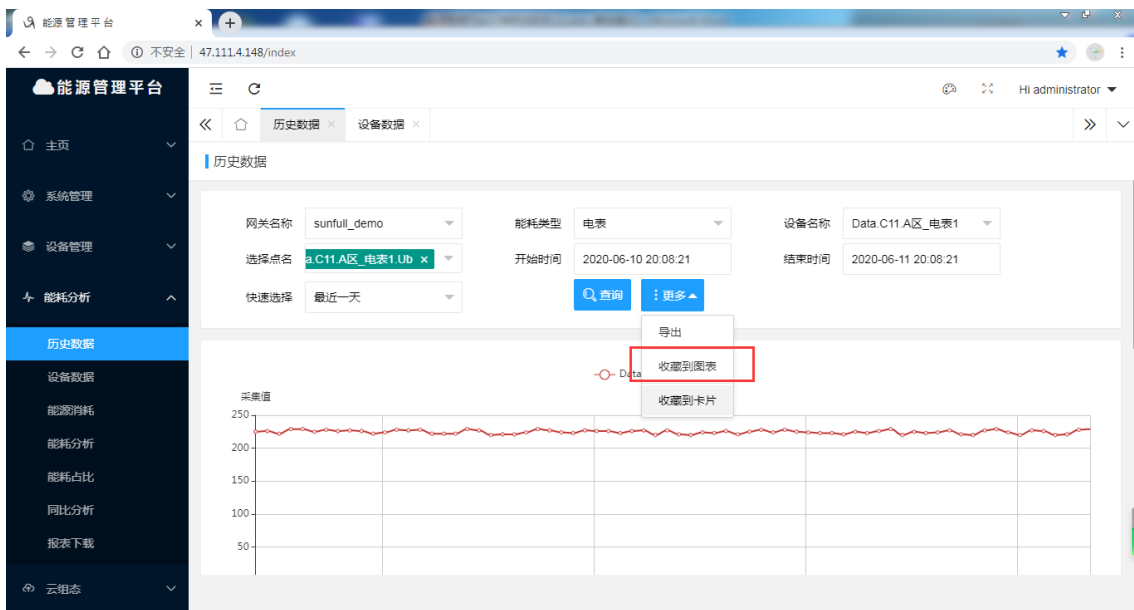 能源管理平台
不安全 | 47.111.4.148/index
能源管理平台
Hi administrator
历史数据
设备数据
主页
历史数据
系统管理
网关名称 sunfull_demo 能耗类型 电表 设备名称 Data.C11.A区_电表1
设备管理
选择点名 a.C11.A区_电表1.Ub × 开始时间 2020-06-10 20:08:21 结束时间 2020-06-11 20:08:21
能耗分析
快速选择 最近一天 查询 更多
导出
历史数据
收藏到图表
Data
设备数据
收藏到卡片
采集值
能源消耗
250
能耗分析
200
能耗占比
150
同比分析
100
报表下载
50
云组态